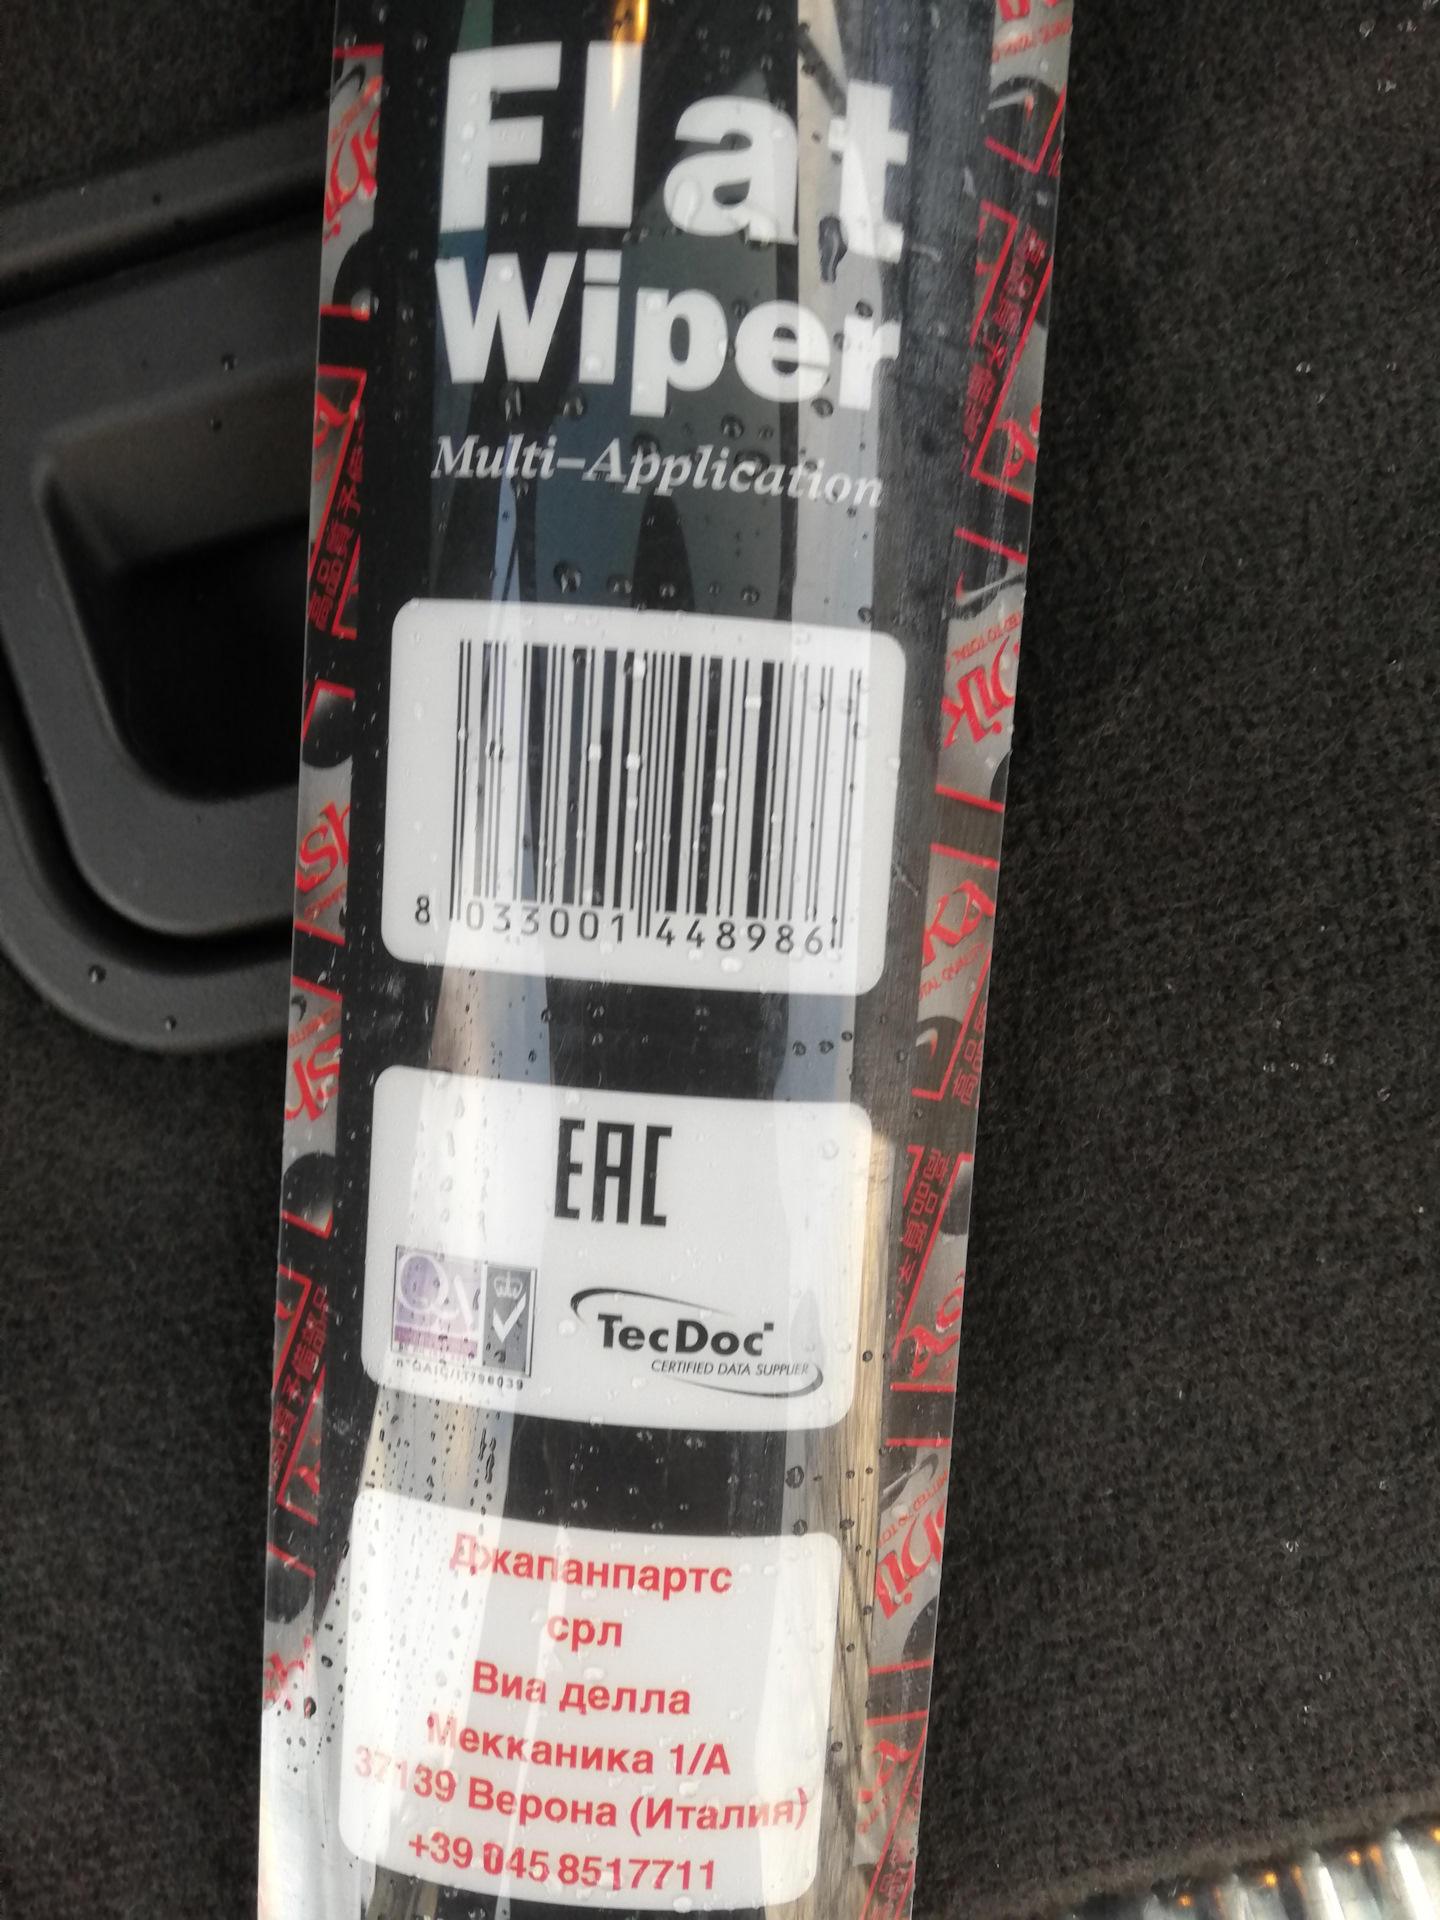 Flat
Wiper
Multi-Application
8 033001 448986
EAC
QA
TecDoc
CERTIFIED DATA SUPPLIER
Джапанпартс
срл
Виа делла
Мекканика 1/А
37139 Верона (Италия)
+39 045 8517711